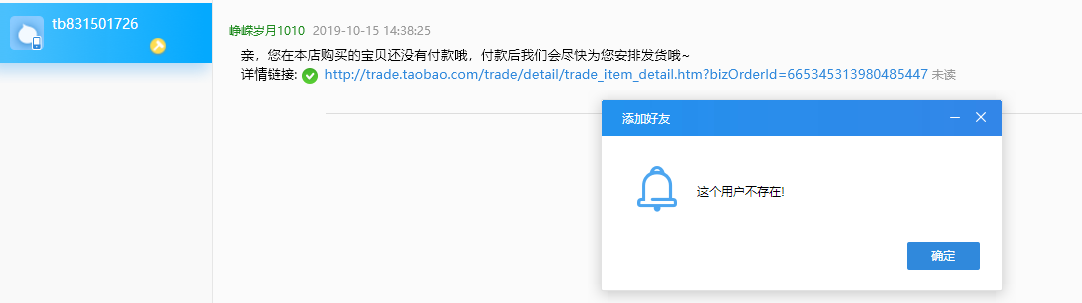 tb831501726
峥嵘岁月1010 2019-10-15 14:38:25
亲，您在本店购买的宝贝还没有付款哦，付款后我们会尽快为您安排发货哦~
详情链接: http://trade.taobao.com/trade/detail/trade_item_detail.htm?bizOrderId=665345313980485447 未读
添加好友
这个用户不存在!
确定